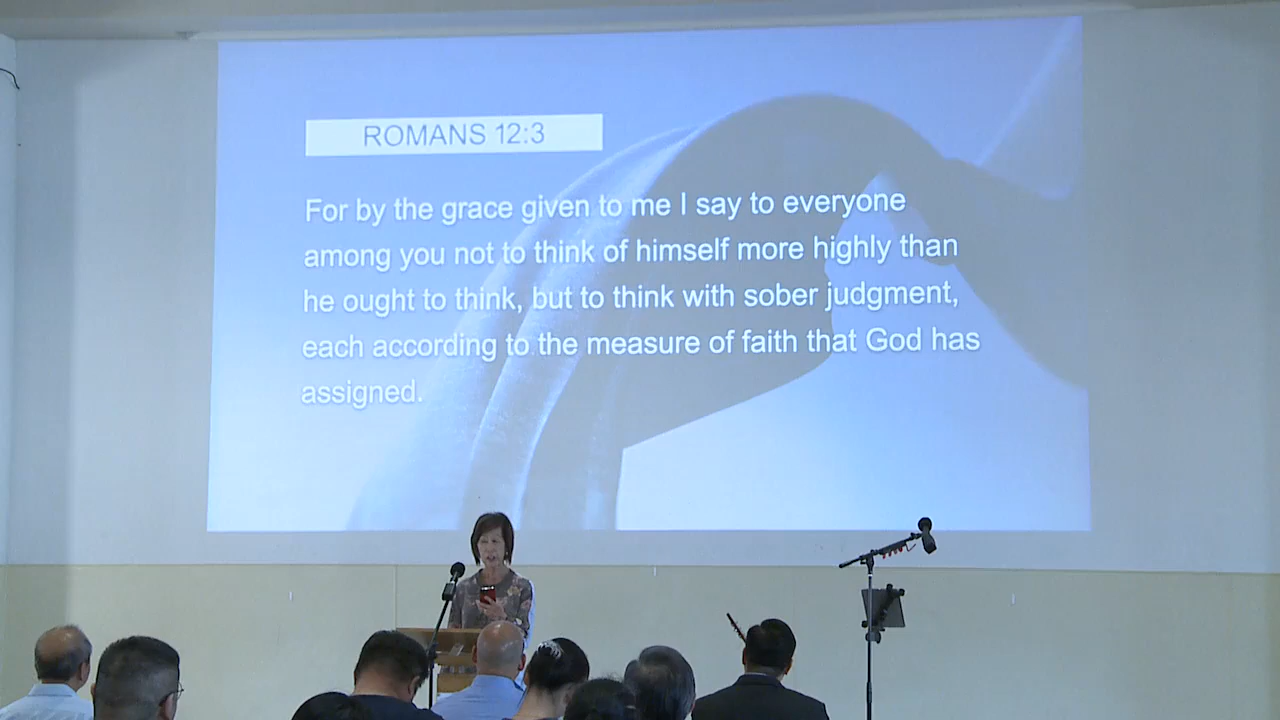 ROMANS 12:3
For by the grace given to me I say to everyone
among you not to think of himself more highly than
he ought to think, but to think with sober judgment,
each according to the measure of faith that God has
assigned.